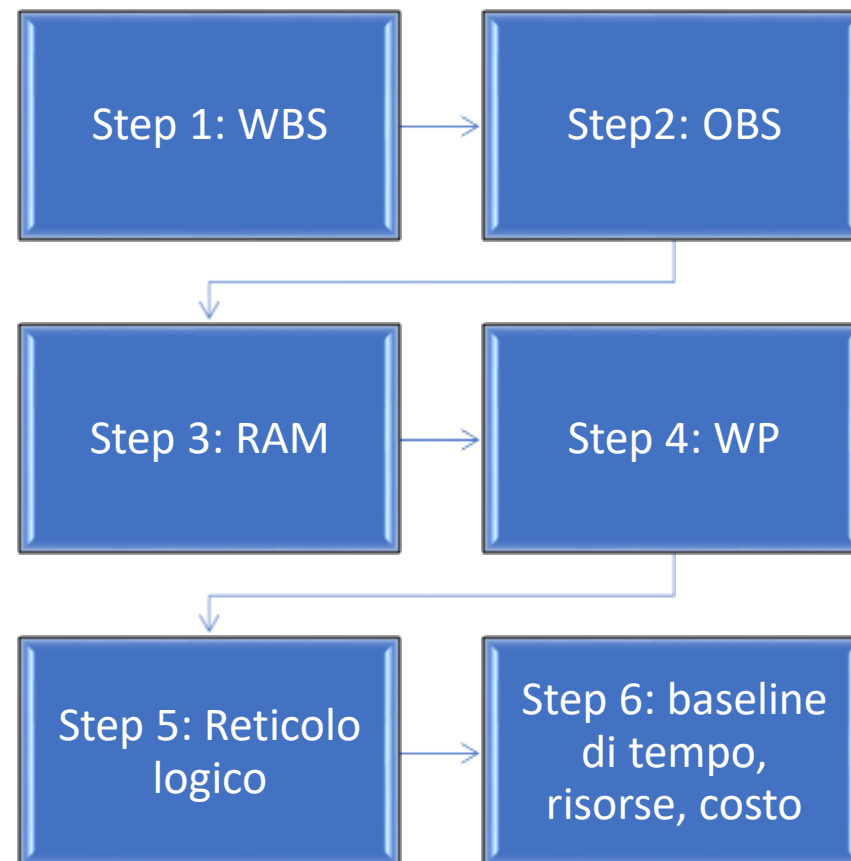 Step 1: WBS
Step2: OBS
Step 3: RAM
Step 4: WP
Step 5: Reticolo
logico
Step 6: baseline
di tempo,
risorse, costo